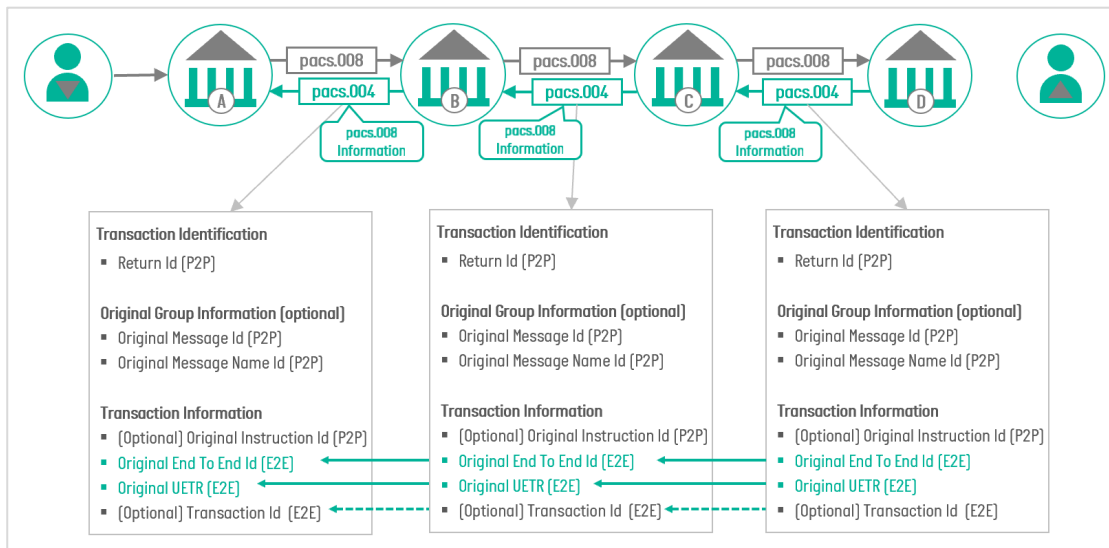 pacs.008
pacs.008
pacs.008
A
pacs.004
B
pacs.004
C
pacs.004
D
pacs.008
Information
pacs.008
Information
pacs.008
Information
Transaction Identification
▪ Return Id (P2P)
Original Group Information (optional)
▪ Original Message Id (P2P)
▪ Original Message Name Id (P2P)
Transaction Information
▪ (Optional) Original Instruction Id (P2P)
▪ Original End To End Id (E2E)
▪ Original UETR (E2E)
▪ (Optional) Transaction Id (E2E)
Transaction Identification
▪ Return Id (P2P)
Original Group Information (optional)
▪ Original Message Id (P2P)
▪ Original Message Name Id (P2P)
Transaction Information
▪ (Optional) Original Instruction Id (P2P)
▪ Original End To End Id (E2E)
▪ Original UETR (E2E)
▪ (Optional) Transaction Id (E2E)
Transaction Identification
▪ Return Id (P2P)
Original Group Information (optional)
▪ Original Message Id (P2P)
▪ Original Message Name Id (P2P)
Transaction Information
▪ (Optional) Original Instruction Id (P2P)
▪ Original End To End Id (E2E)
▪ Original UETR (E2E)
▪ (Optional) Transaction Id (E2E)